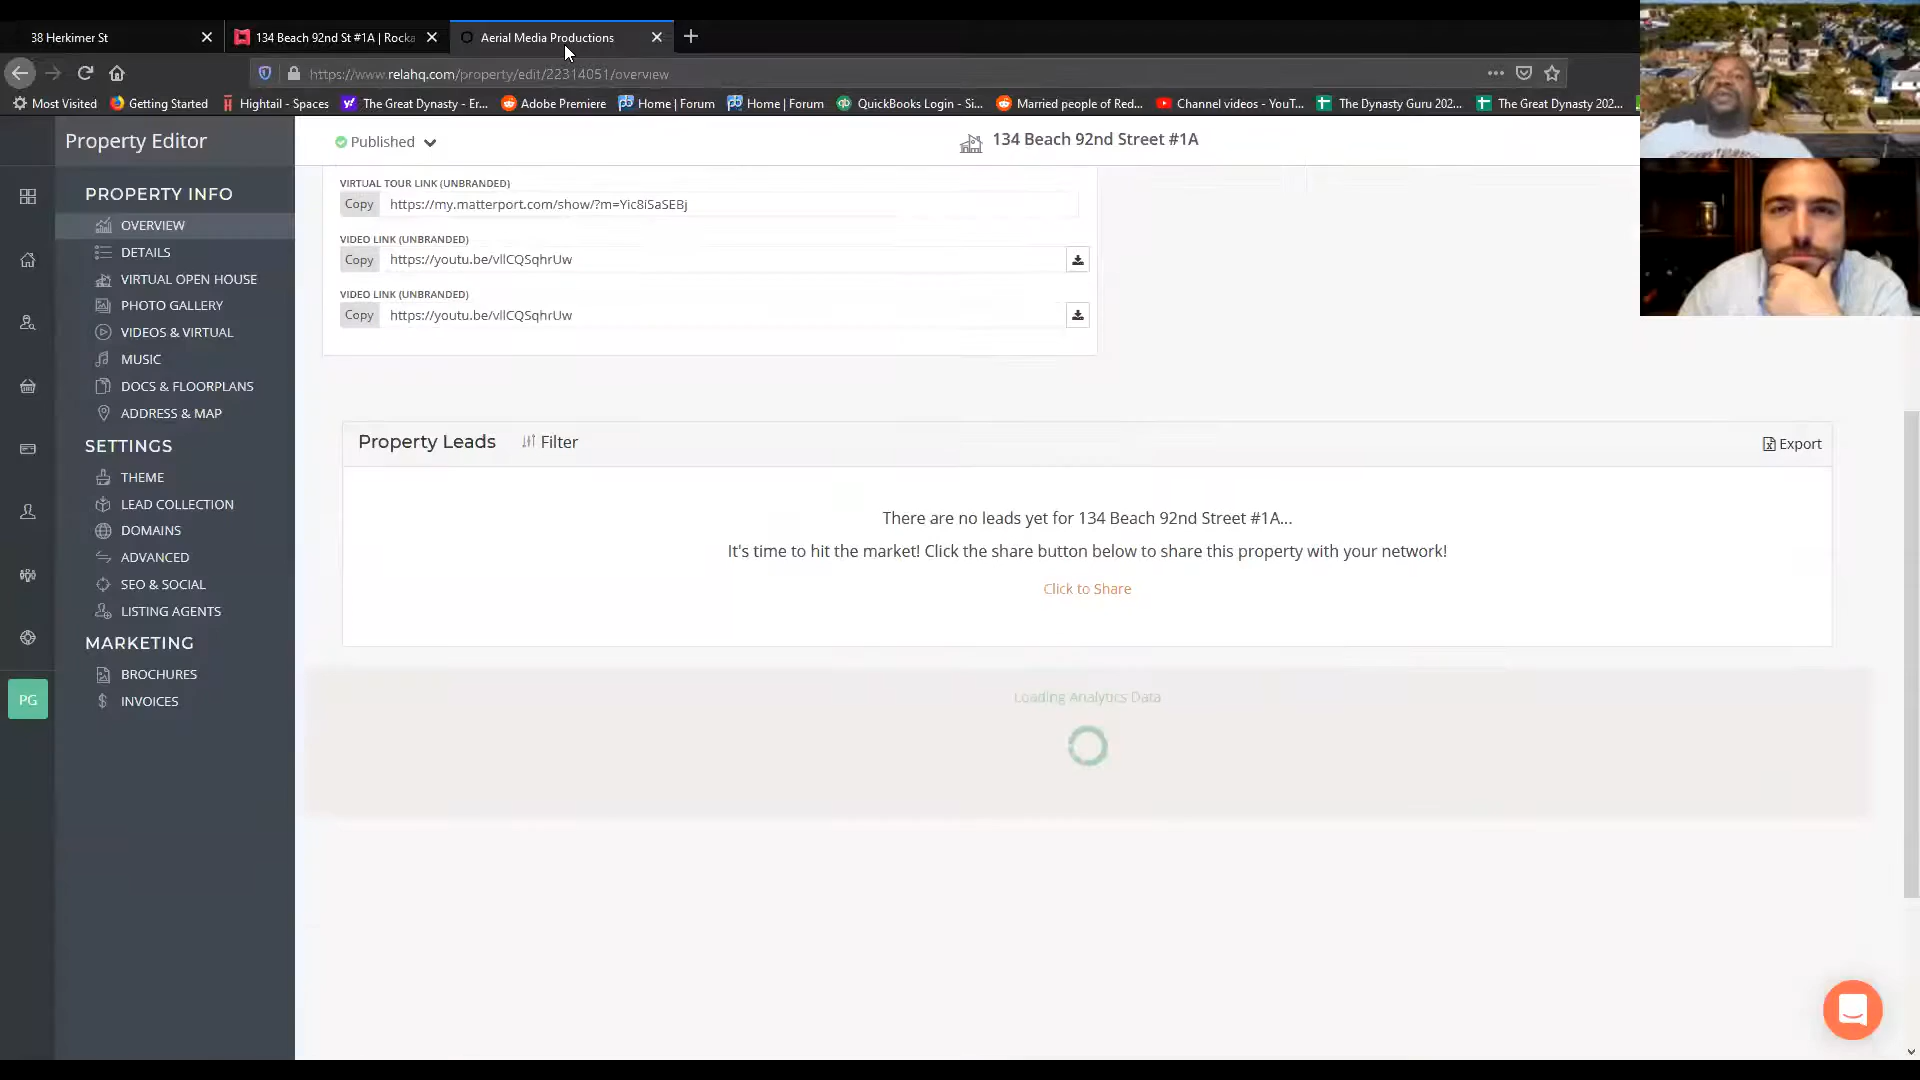 38 Herkimer St
134 Beach 92nd St #1A | Rocka
Aerial Media Productions
https://www.relahq.com/property/edit/22314051/overview
Most Visited
Getting Started
Hightail - Spaces
The Great Dynasty - Er...
Adobe Premiere
Home | Forum
Home | Forum
QuickBooks Login - Si...
Married people of Red...
Channel videos - YouT...
The Dynasty Guru 202...
The Great Dynasty 202...
Property Editor
Published
134 Beach 92nd Street #1A
PROPERTY INFO
OVERVIEW
DETAILS
VIRTUAL OPEN HOUSE
PHOTO GALLERY
VIDEOS & VIRTUAL
MUSIC
DOCS & FLOORPLANS
ADDRESS & MAP
SETTINGS
THEME
LEAD COLLECTION
DOMAINS
ADVANCED
SEO & SOCIAL
LISTING AGENTS
MARKETING
BROCHURES
INVOICES
PG
VIRTUAL TOUR LINK (UNBRANDED)
Copy https://my.matterport.com/show/?m=Yic8iSaSEBj
VIDEO LINK (UNBRANDED)
Copy https://youtu.be/vllCQSqhrUw
VIDEO LINK (UNBRANDED)
Copy https://youtu.be/vllCQSqhrUw
Property Leads Filter
Export
There are no leads yet for 134 Beach 92nd Street #1A...
It's time to hit the market! Click the share button below to share this property with your network!
Click to Share
Loading Analytics Data